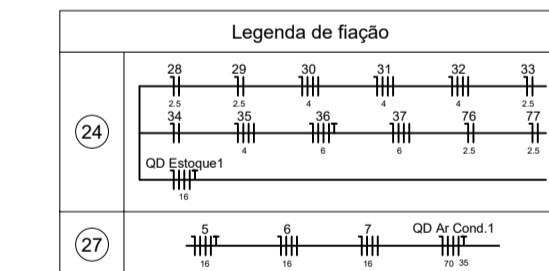 Legenda de fiação
24
28 29 30 31 32 33
2.5 2.5 4 4 4 2.5
34 35 36 37 76 77
4 6 6 2.5 2.5
QD Estoque1
16
27
5 6 7 QD Ar Cond.1
16 16 16 70 35